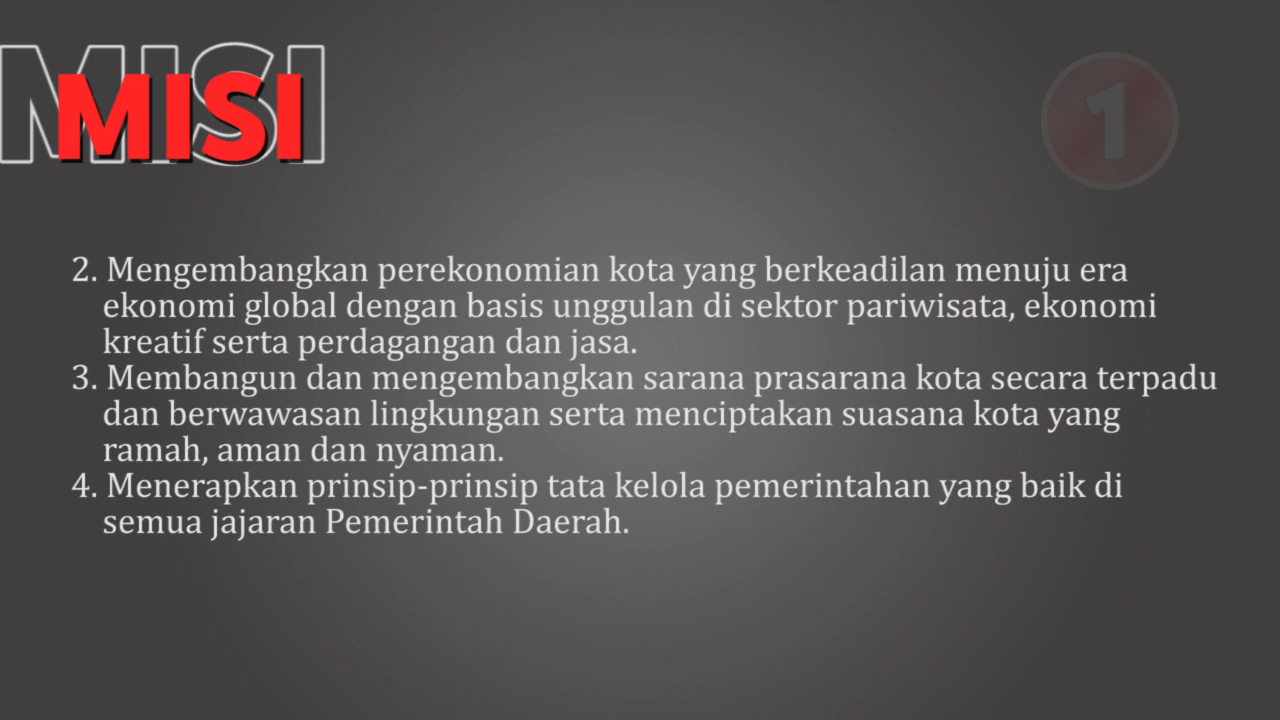 MISI
MISI
1
2. Mengembangkan perekonomian kota yang berkeadilan menuju era
ekonomi global dengan basis unggulan di sektor pariwisata, ekonomi
kreatif serta perdagangan dan jasa.
3. Membangun dan mengembangkan sarana prasarana kota secara terpadu
dan berwawasan lingkungan serta menciptakan suasana kota yang
ramah, aman dan nyaman.
4. Menerapkan prinsip-prinsip tata kelola pemerintahan yang baik di
semua jajaran Pemerintah Daerah.